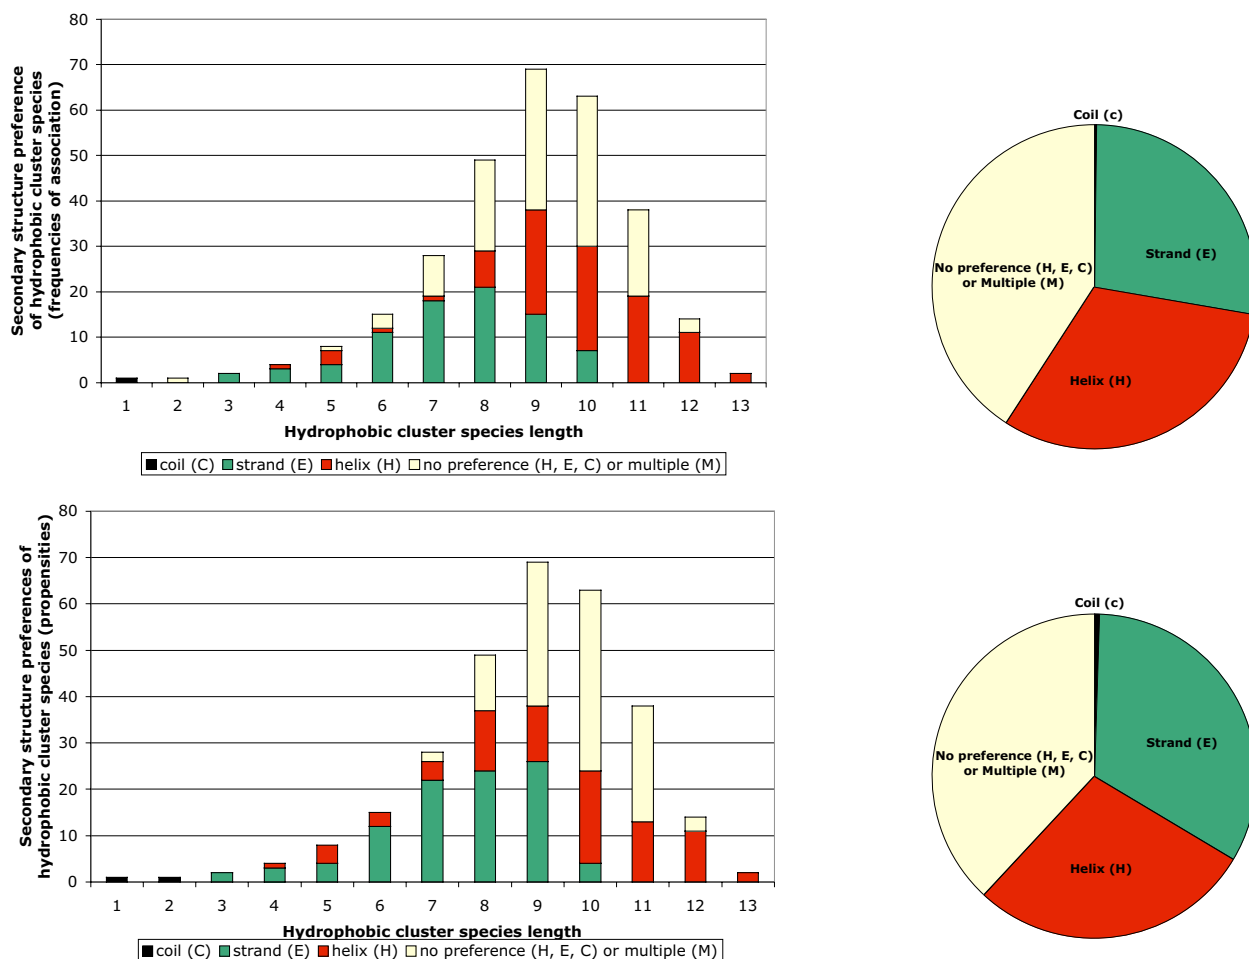 Secondary structure preference
of hydrophobic cluster species
(frequencies of association)
80
70
60
50
40
30
20
10
0
1 2 3 4 5 6 7 8 9 10 11 12 13
Hydrophobic cluster species length
coil (C) strand (E) helix (H) no preference (H, E, C) or multiple (M)
Coil (c)
Strand (E)
No preference (H, E, C)
or Multiple (M)
Helix (H)
Secondary structure preferences of
hydrophobic cluster species (propensities)
80
70
60
50
40
30
20
10
0
1 2 3 4 5 6 7 8 9 10 11 12 13
Hydrophobic cluster species length
coil (C) strand (E) helix (H) no preference (H, E, C) or multiple (M)
Coil (c)
Strand (E)
No preference (H, E, C)
or Multiple (M)
Helix (H)